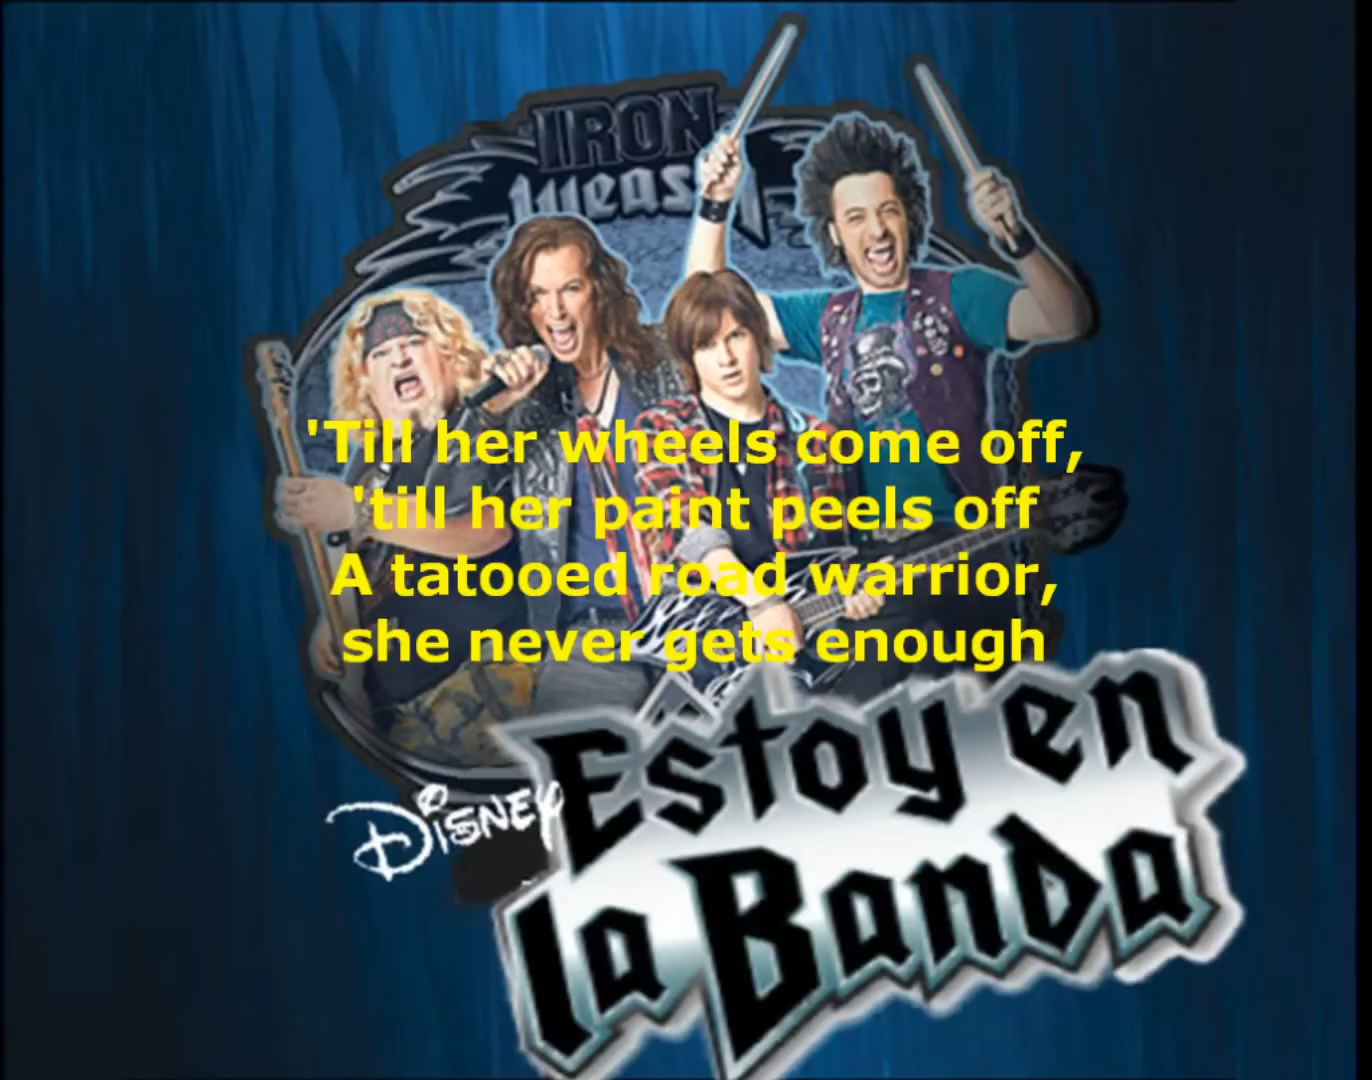 IRON
Weasel
'Till her wheels come off,
'till her paint peels off
A tatooed road warrior,
she never gets enough
Disney
Estoy en
la Banda